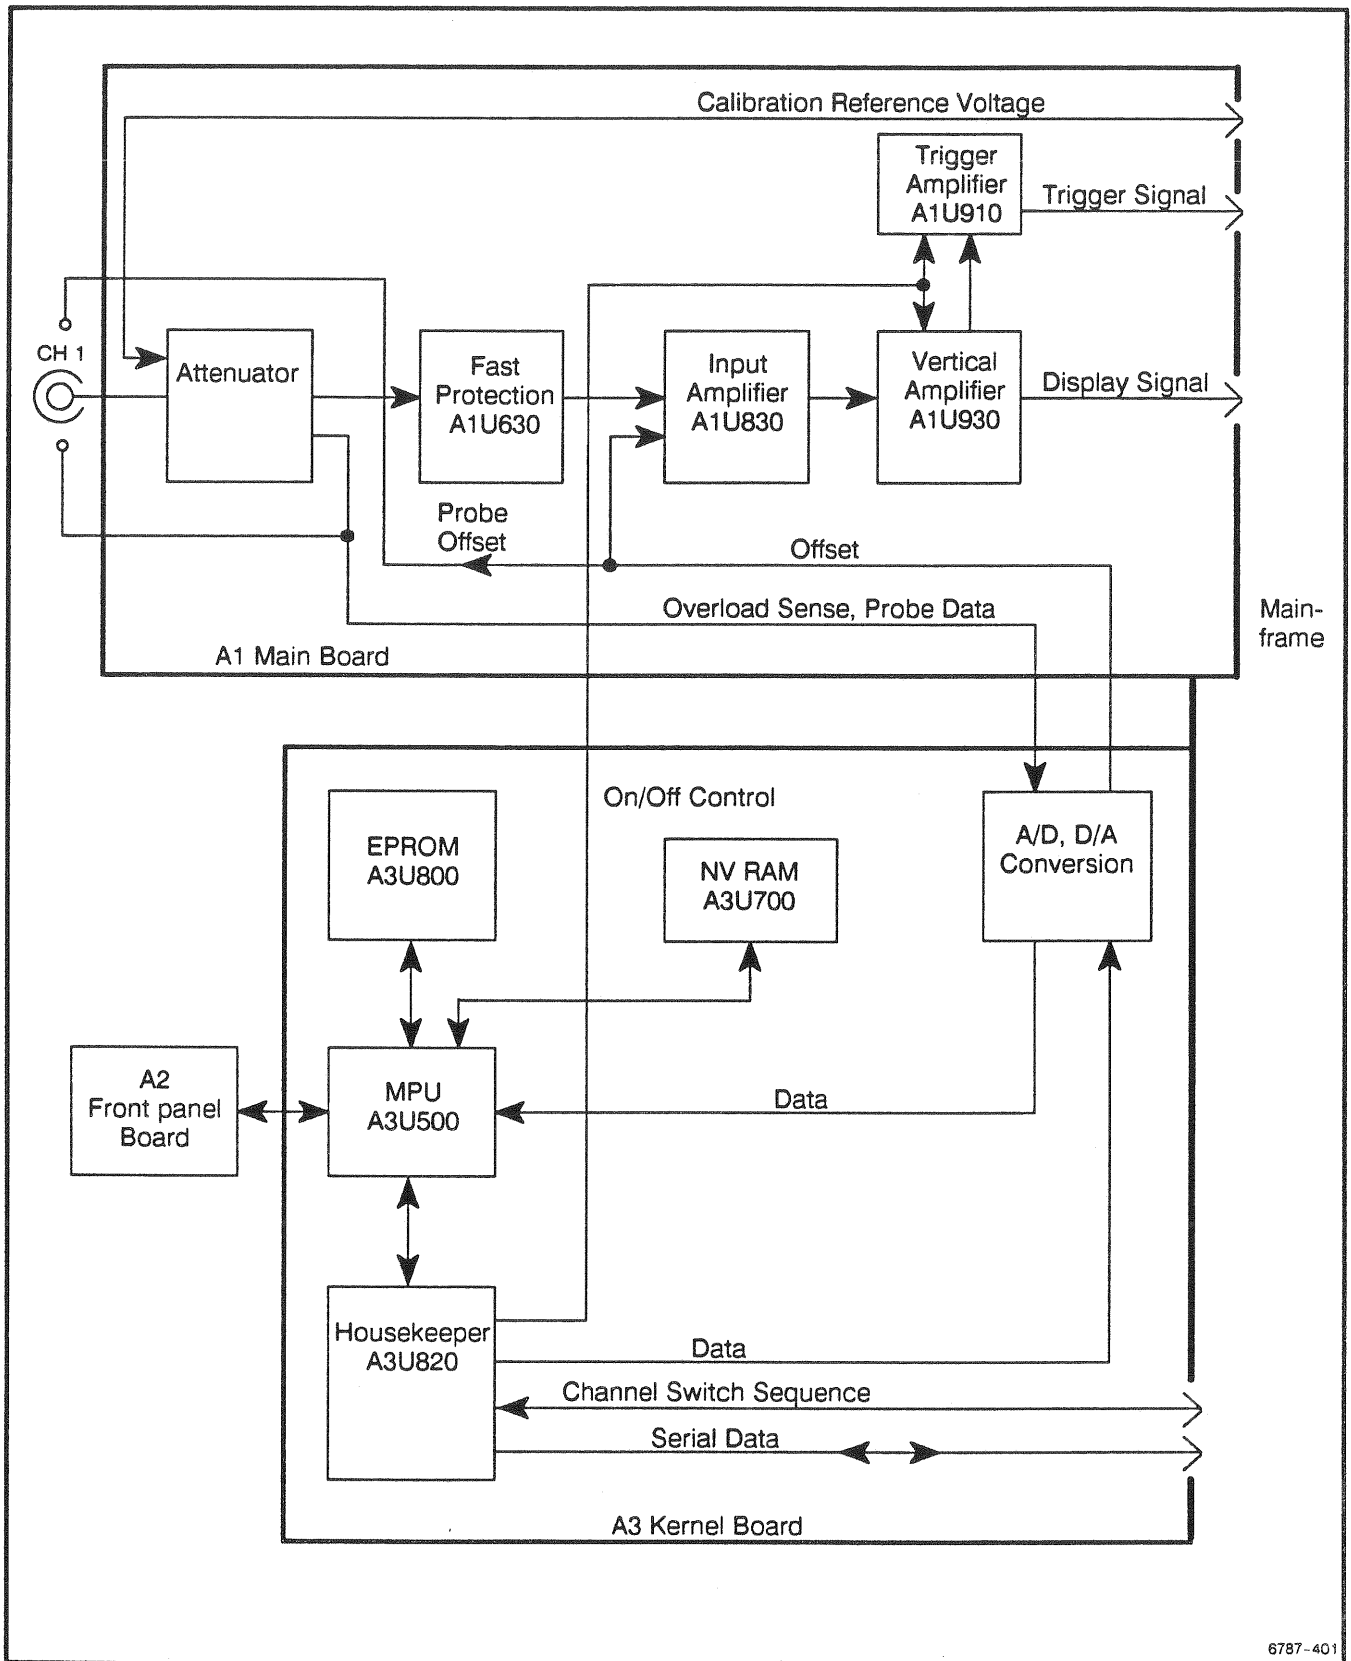 Calibration Reference Voltage
Trigger
Amplifier
A1U910
Trigger Signal
CH 1
Attenuator
Fast
Protection
A1U630
Input
Amplifier
A1U830
Vertical
Amplifier
A1U930
Display Signal
Probe
Offset
Offset
Overload Sense, Probe Data
Main-
frame
A1 Main Board
On/Off Control
EPROM
A3U800
NV RAM
A3U700
A/D, D/A
Conversion
A2
Front panel
Board
MPU
A3U500
Data
Housekeeper
A3U820
Data
Channel Switch Sequence
Serial Data
A3 Kernel Board
6787-401